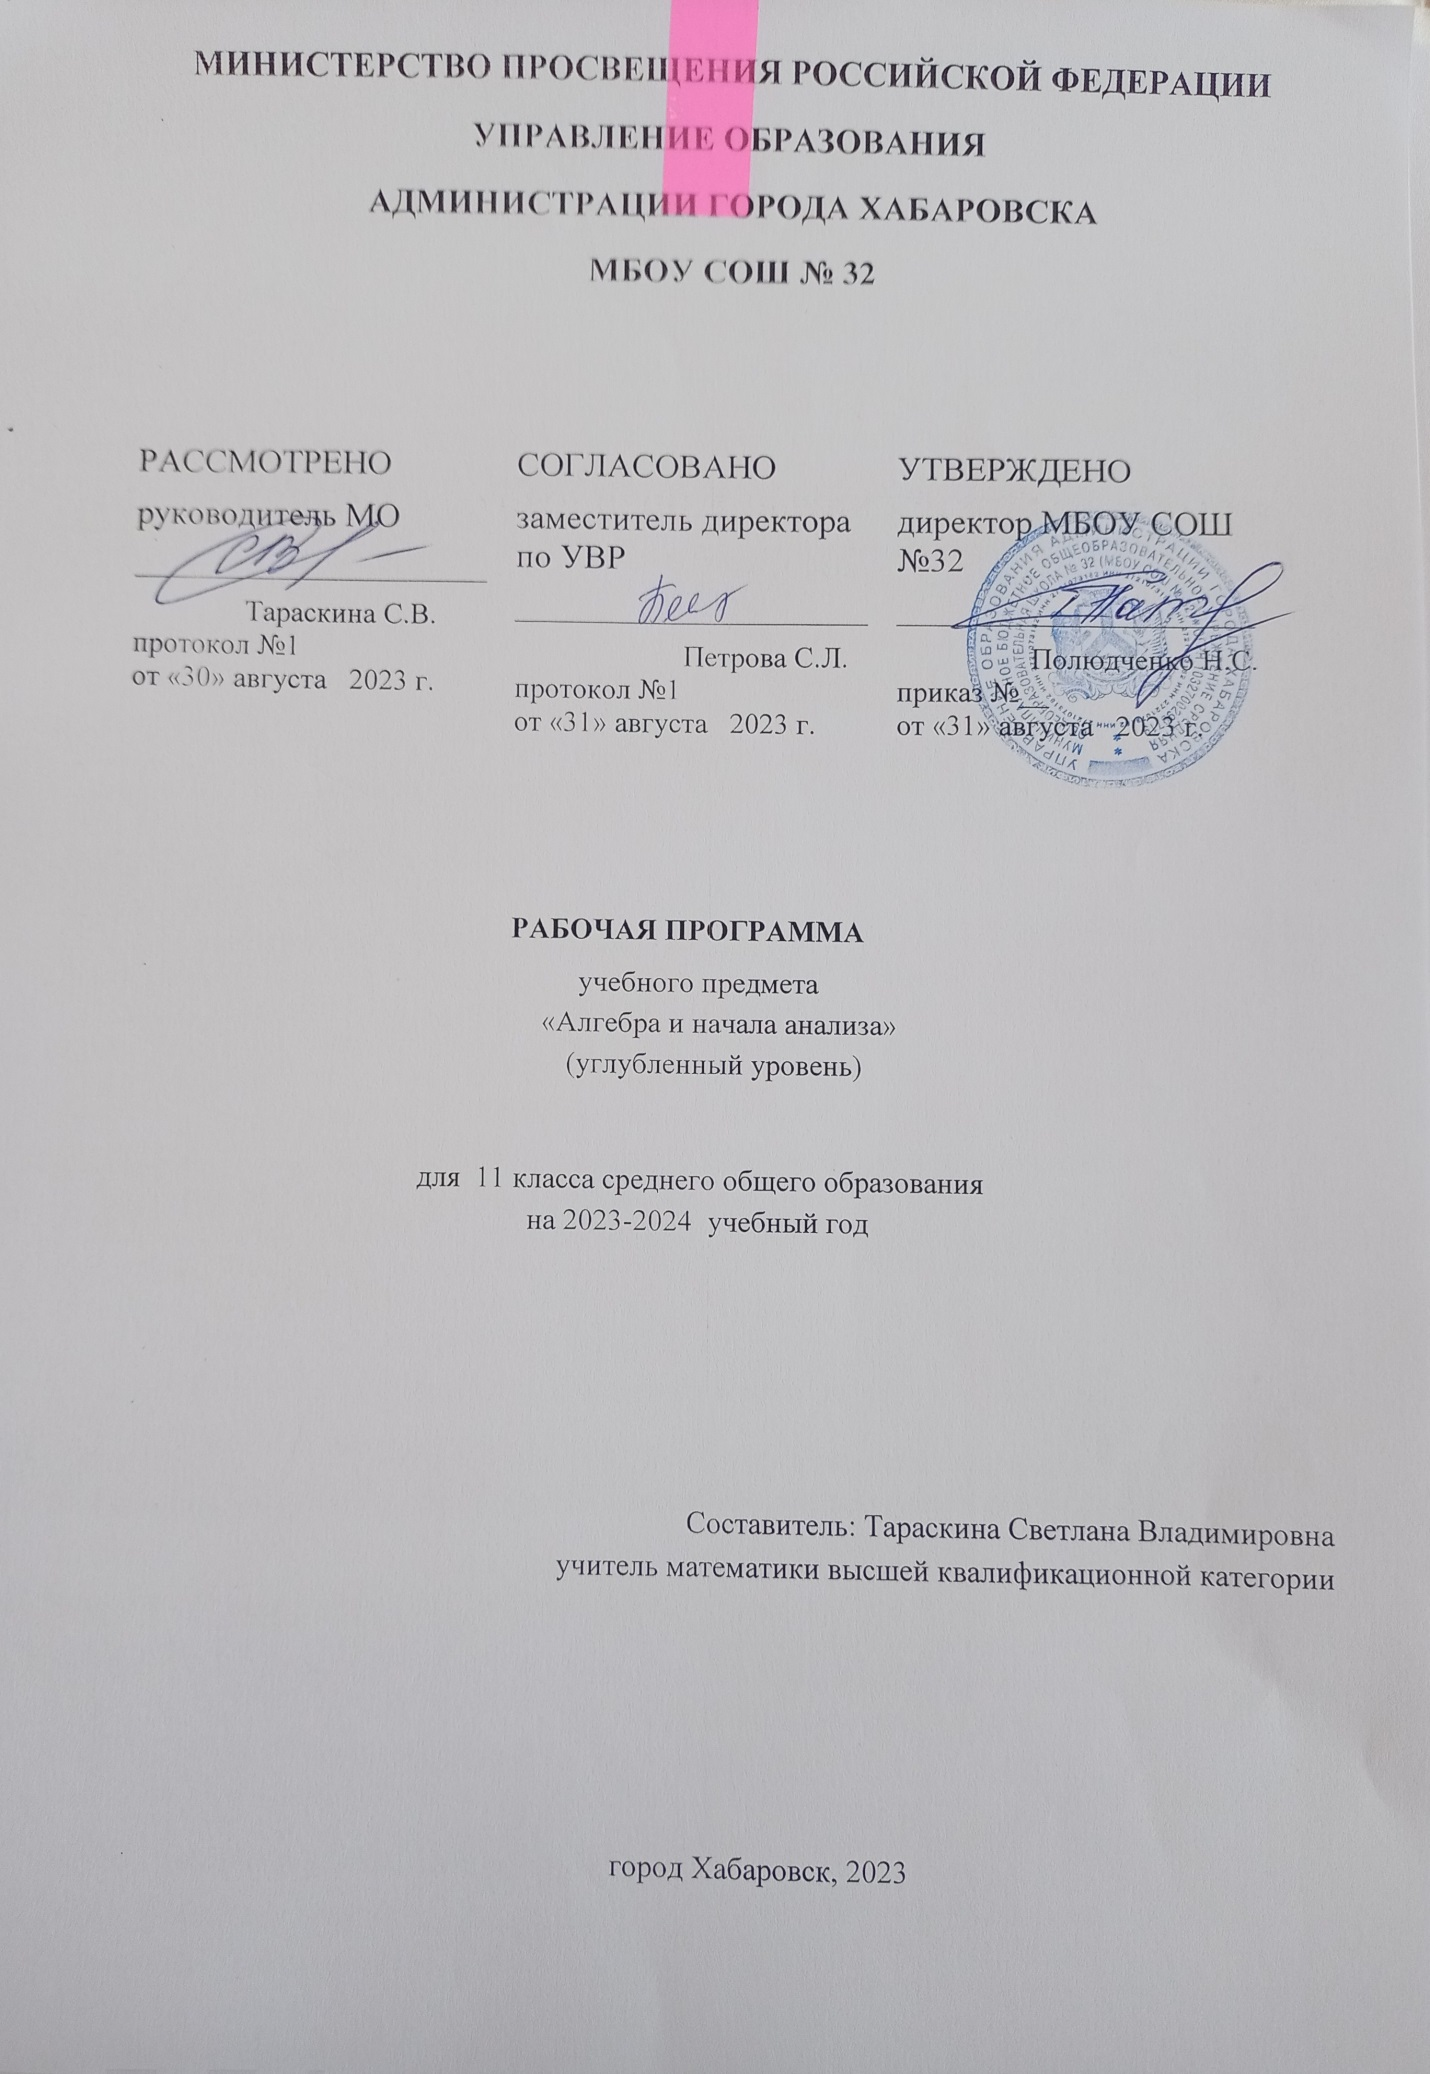 МИНИСТЕРСТВО ПРОСВЕЩЕНИЯ РОССИЙСКОЙ ФЕДЕРАЦИИ
УПРАВЛЕНИЕ ОБРАЗОВАНИЯ
АДМИНИСТРАЦИИ ГОРОДА ХАБАРОВСКА
МБОУ СОШ № 32
РАССМОТРЕНО
руководитель МО
Тараскина С.В.
протокол №1
от «30» августа 2023 г.
СОГЛАСОВАНО
заместитель директора
по УВР
Петрова С.Л.
протокол №1
от «31» августа 2023 г.
УТВЕРЖДЕНО
директор МБОУ СОШ
№32
Полюдченко Н.С.
приказ №
от «31» августа 2023 г.
РАБОЧАЯ ПРОГРАММА
учебного предмета
«Алгебра и начала анализа»
(углубленный уровень)
для 11 класса среднего общего образования
на 2023-2024 учебный год
Составитель: Тараскина Светлана Владимировна
учитель математики высшей квалификационной категории
город Хабаровск, 2023